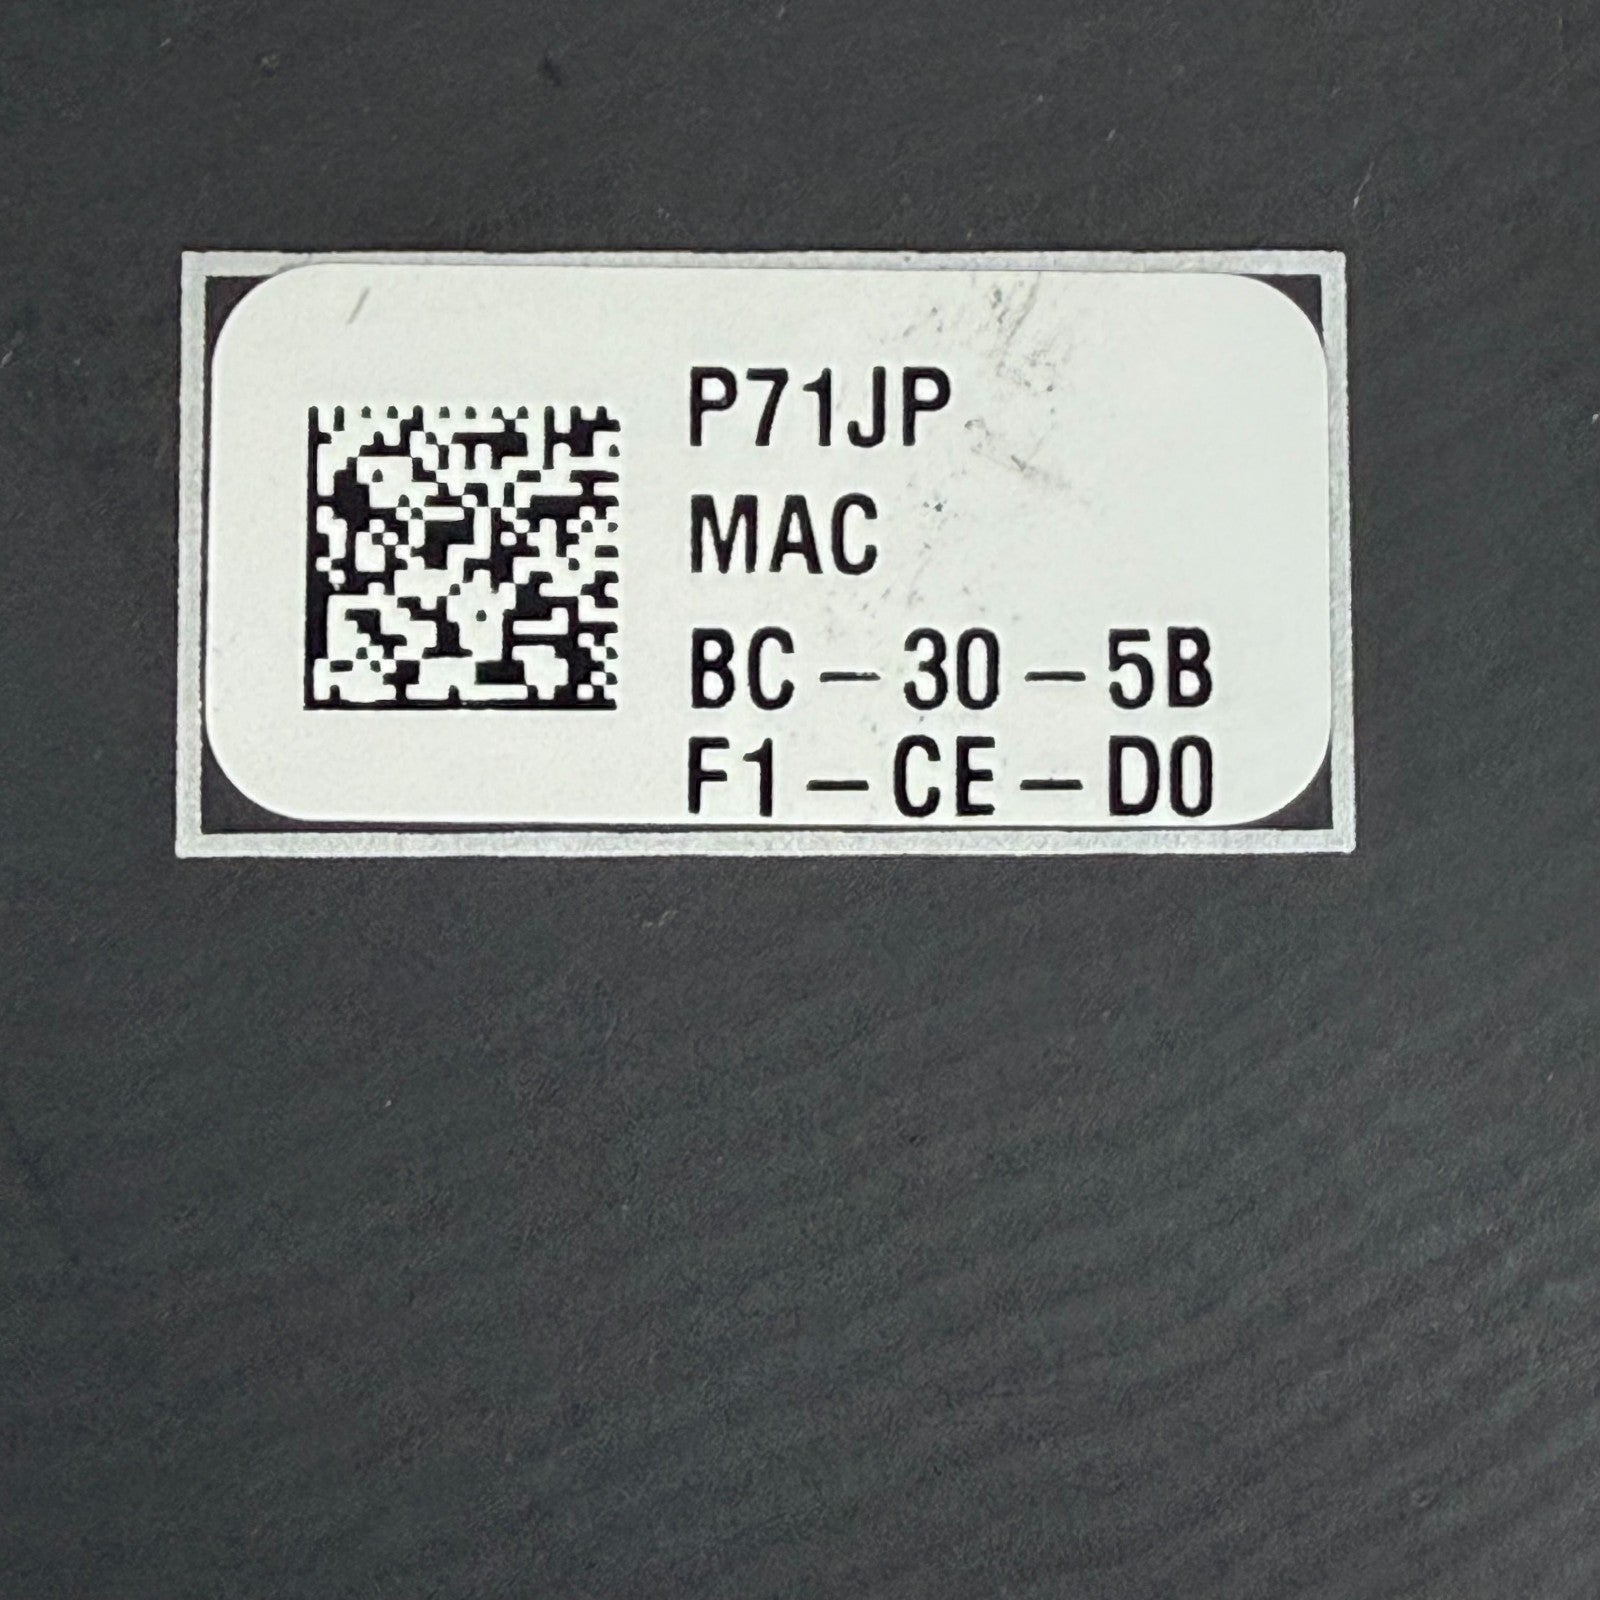 P71JP
MAC
BC-30-5B
F1-CE-D0